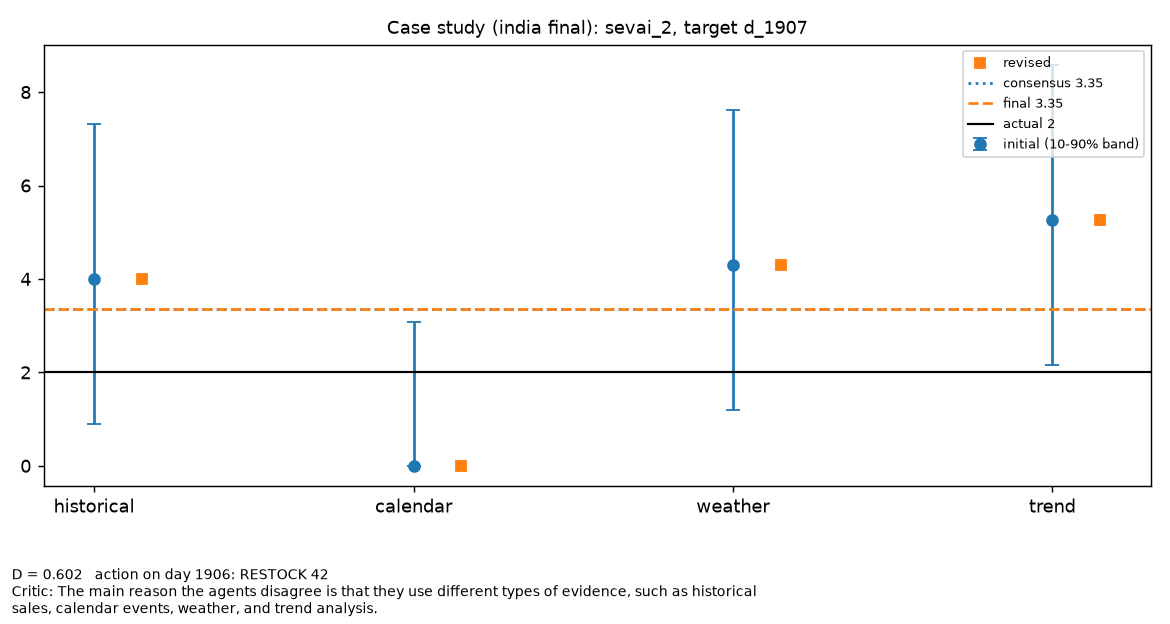 Case study (india final): sevai_2, target d_1907
8
6
4
2
0
revised
consensus 3.35
final 3.35
actual 2
initial (10-90% band)
historical
calendar
weather
trend
D = 0.602   action on day 1906: RESTOCK 42
Critic: The main reason the agents disagree is that they use different types of evidence, such as historical
sales, calendar events, weather, and trend analysis.